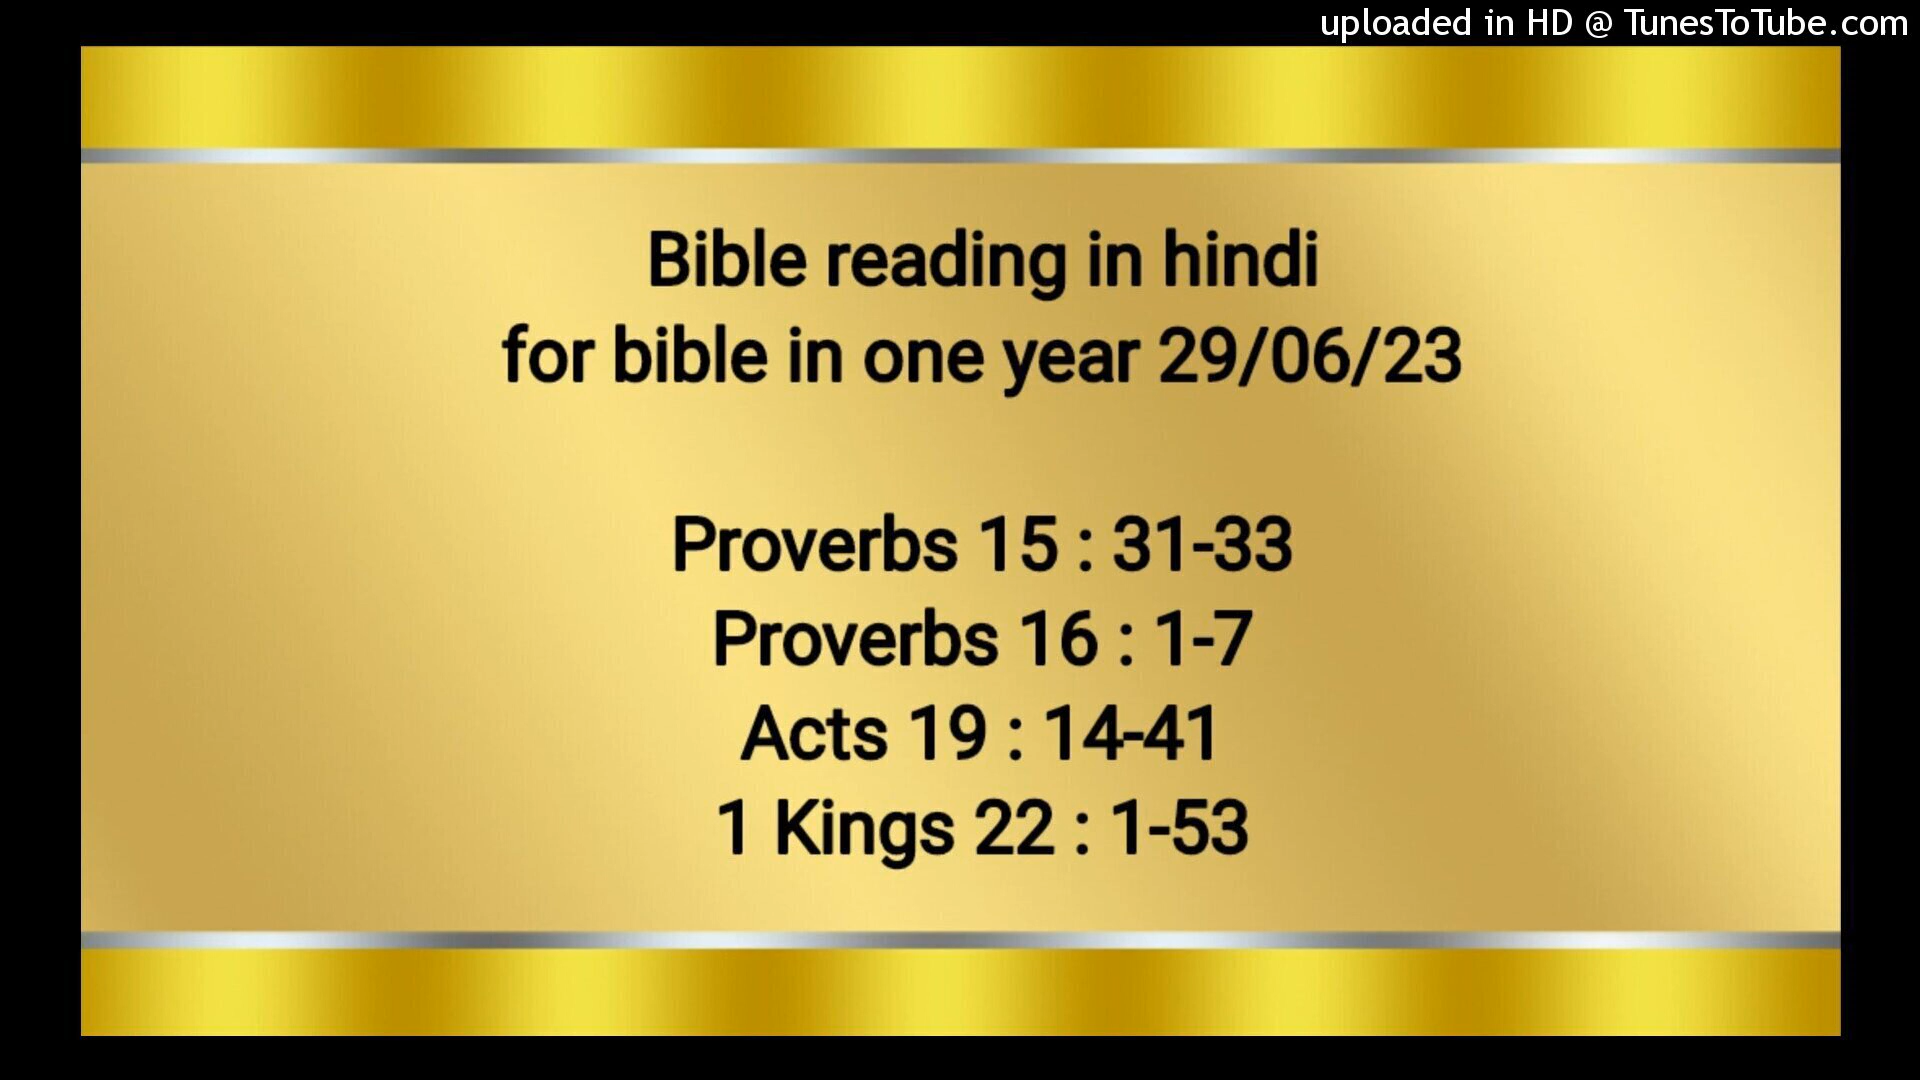 uploaded in HD @ TunesToTube.com
Bible reading in hindi
for bible in one year 29/06/23
Proverbs 15 : 31-33
Proverbs 16 : 1-7
Acts 19 : 14-41
1 Kings 22 : 1-53